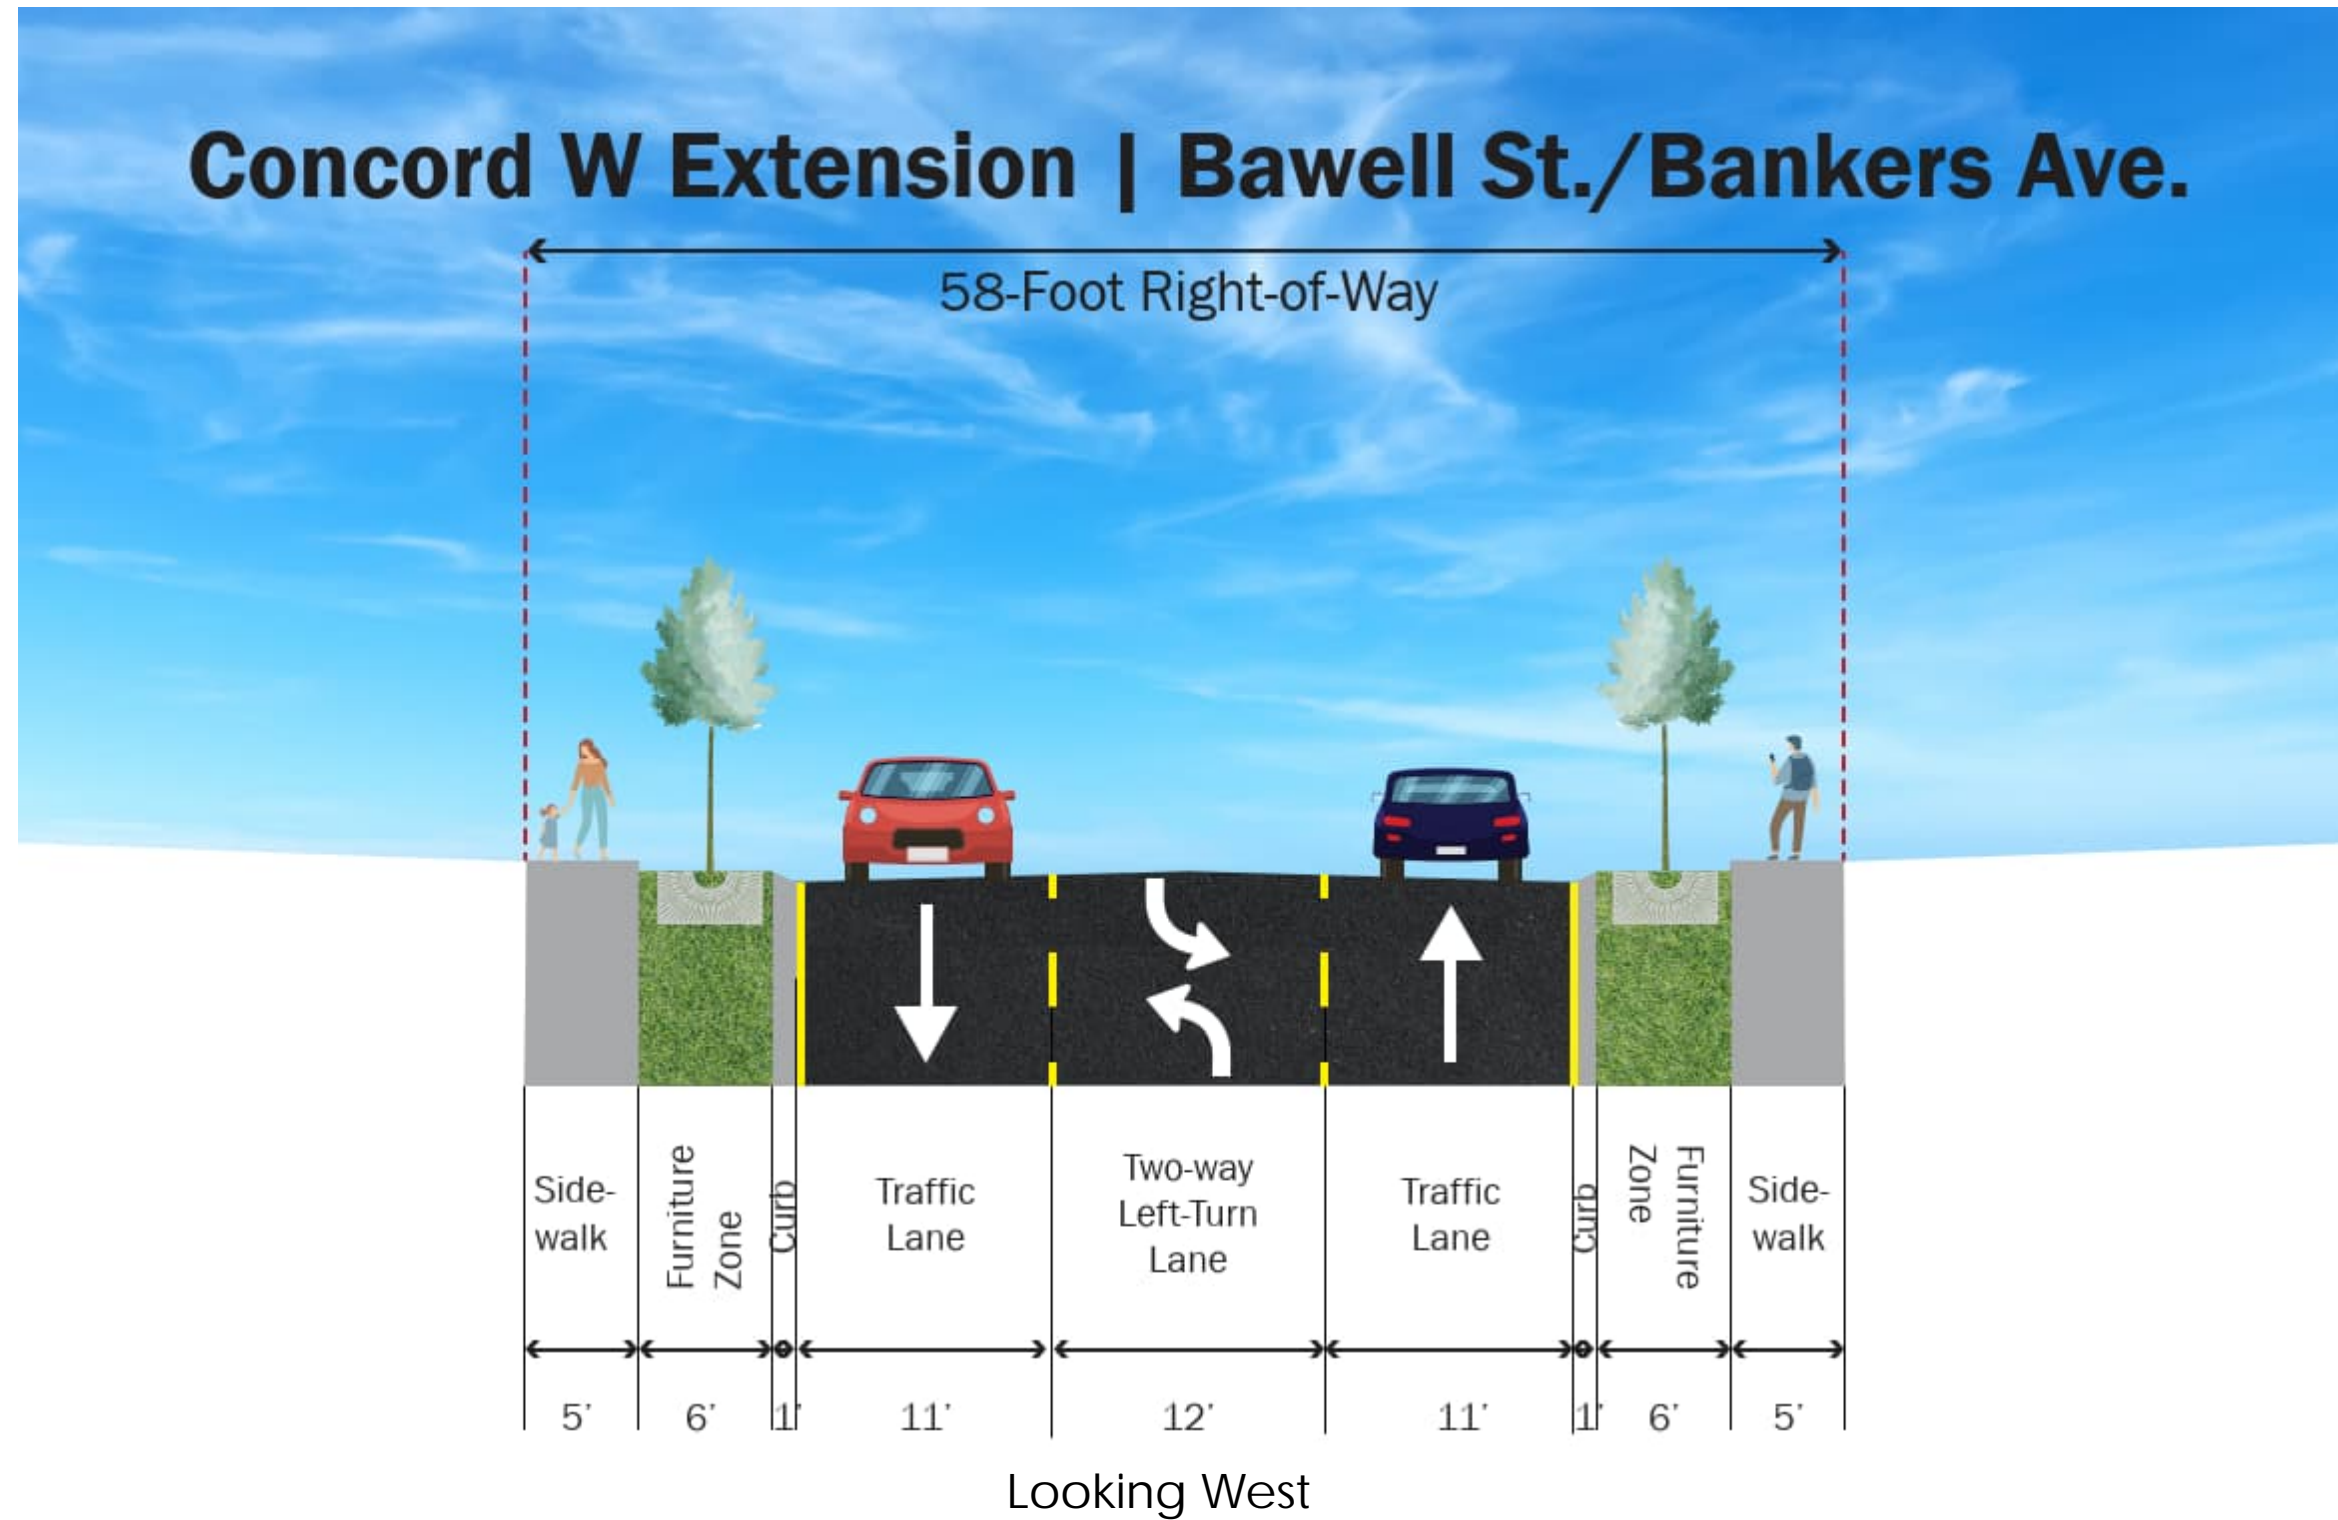 Concord W Extension | Bawell St./Bankers Ave.
58-Foot Right-of-Way
Side-
walk
Furniture
Zone
Curb
Traffic
Lane
Two-way
Left-Turn
Lane
Traffic
Lane
Curb
Furniture
Zone
Side-
walk
5’ 6’ 1’ 11’ 12’ 11’ 1’ 6’ 5’
Looking West